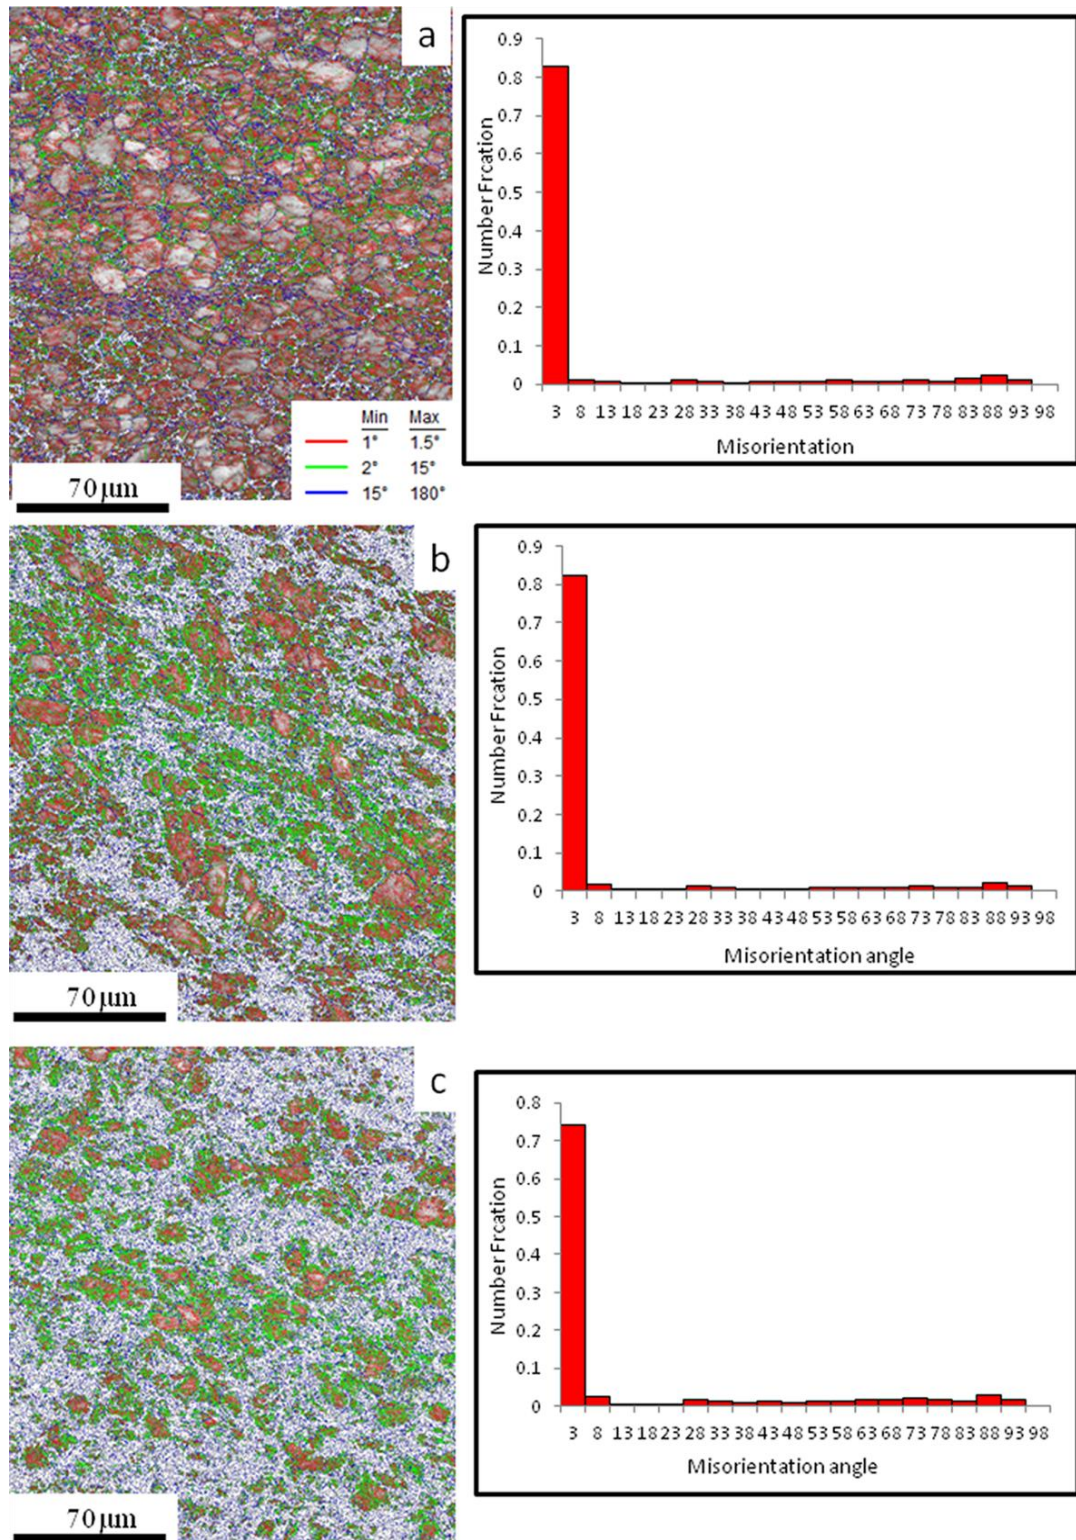 a
Min Max
1° 1.5°
2° 15°
15° 180°
70 µm
Number Frcation
0.9
0.8
0.7
0.6
0.5
0.4
0.3
0.2
0.1
0
3 8 13 18 23 28 33 38 43 48 53 58 63 68 73 78 83 88 93 98
Misorientation
b
70 µm
Number Frcation
0.9
0.8
0.7
0.6
0.5
0.4
0.3
0.2
0.1
0
3 8 13 18 23 28 33 38 43 48 53 58 63 68 73 78 83 88 93 98
Misorientation angle
c
70 µm
Number Frcation
0.8
0.7
0.6
0.5
0.4
0.3
0.2
0.1
0
3 8 13 18 23 28 33 38 43 48 53 58 63 68 73 78 83 88 93 98
Misorientation angle